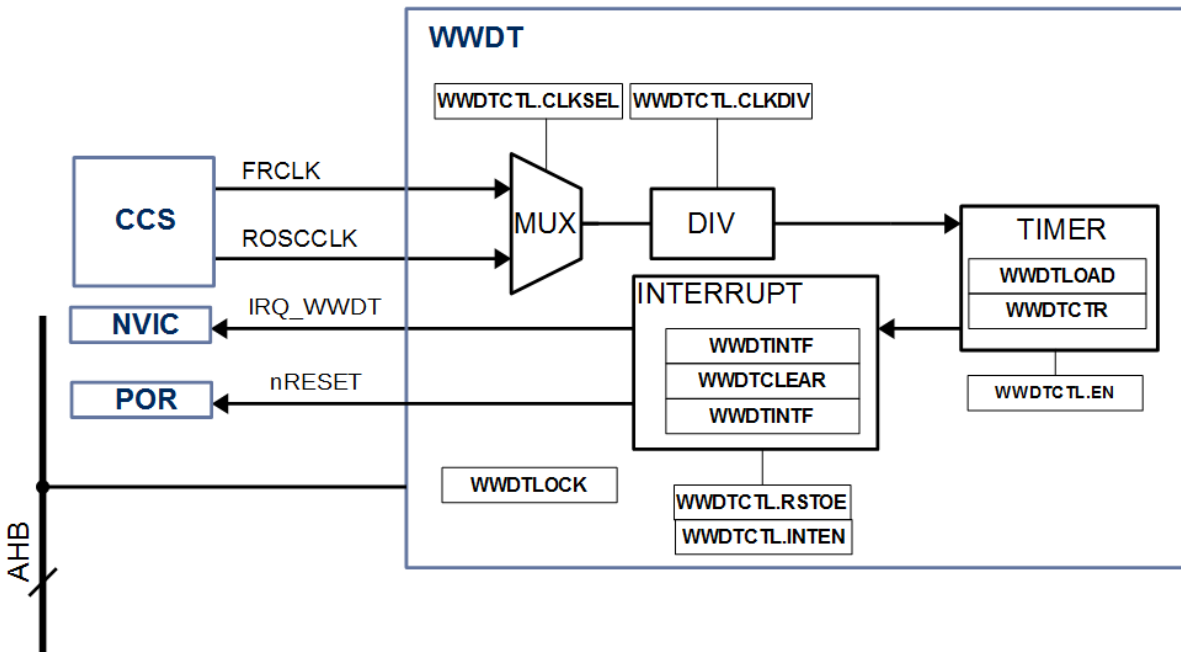 WWDT
WWDTCTL.CLKSEL
WWDTCTL.CLKDIV
FRCLK
CCS
MUX
DIV
TIMER
ROSCCLK
WWDTLOAD
INTERRUPT
WWDTCTR
IRQ_WWDT
NVIC
WWDTINTF
WWDTCLEAR
nRESET
POR
WWDTCTL.EN
WWDTINTF
WWDTLOCK
WWDTCTL.RSTOE
WWDTCTL.INTEN
AHB